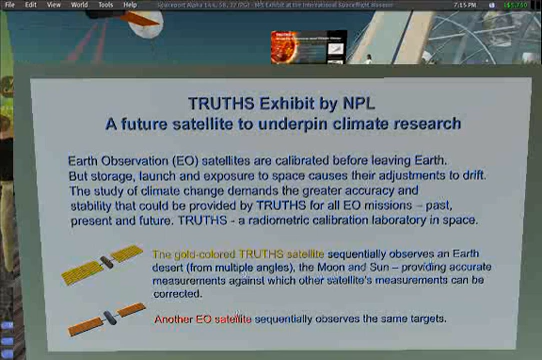 File Edit View World Tools Help
7:15 PM
TRUTHS Exhibit by NPL
A future satellite to underpin climate research
Earth Observation (EO) satellites are calibrated before leaving Earth.
But storage, launch and exposure to space causes their adjustments to drift.
The study of climate change demands the greater accuracy and
stability that could be provided by TRUTHS for all EO missions – past,
present and future. TRUTHS - a radiometric calibration laboratory in space.
The gold-colored TRUTHS satellite sequentially observes an Earth
desert (from multiple angles), the Moon and Sun – providing accurate
measurements against which other satellite's measurements can be
corrected.
Another EO satellite sequentially observes the same targets.